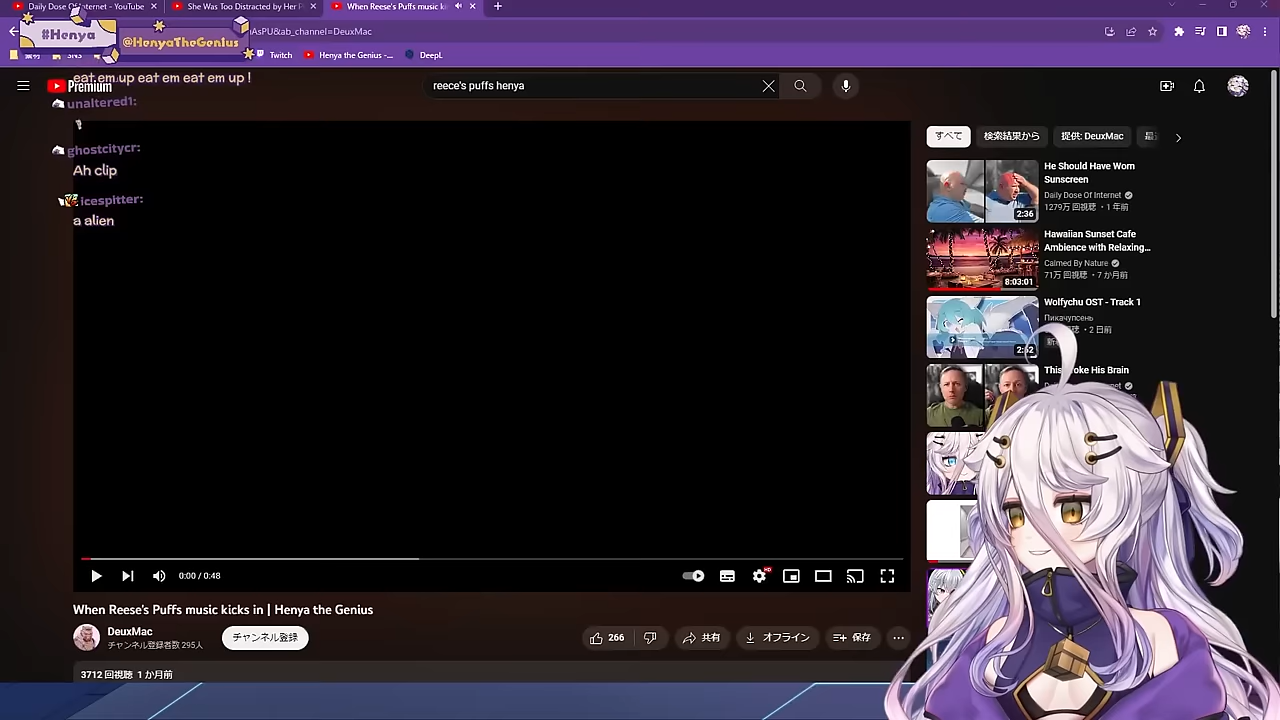 Daily Dose Of Internet - YouTube
She Was Too Distracted by Her P
When Reese's Puffs music ki
#Henya
@HenyaTheGenius
iAsPU&ab_channel=DeuxMac
Twitch
Henya the Genius -...
DeepL
eat em up eat em eat em up !
Premium
reece's puffs henya
unaltered1:
ghostcitycr:
Ah clip
icespitter:
a alien
すべて
検索結果から
提供: DeuxMac
He Should Have Worn
Sunscreen
Daily Dose Of Internet
1279万 回視聴 ・1 年前
2:36
Hawaiian Sunset Cafe
Ambience with Relaxing...
Calmed By Nature
71万 回視聴 ・7 か月前
8:03:01
Wolfychu OST - Track 1
Пикачупсень
聴 ・2 日前
2:52
This
oke His Brain
0:00 / 0:48
HD
When Reese's Puffs music kicks in | Henya the Genius
DeuxMac
チャンネル登録者数 295人
チャンネル登録
266
共有
オフライン
保存
3712 回視聴 1 か月前